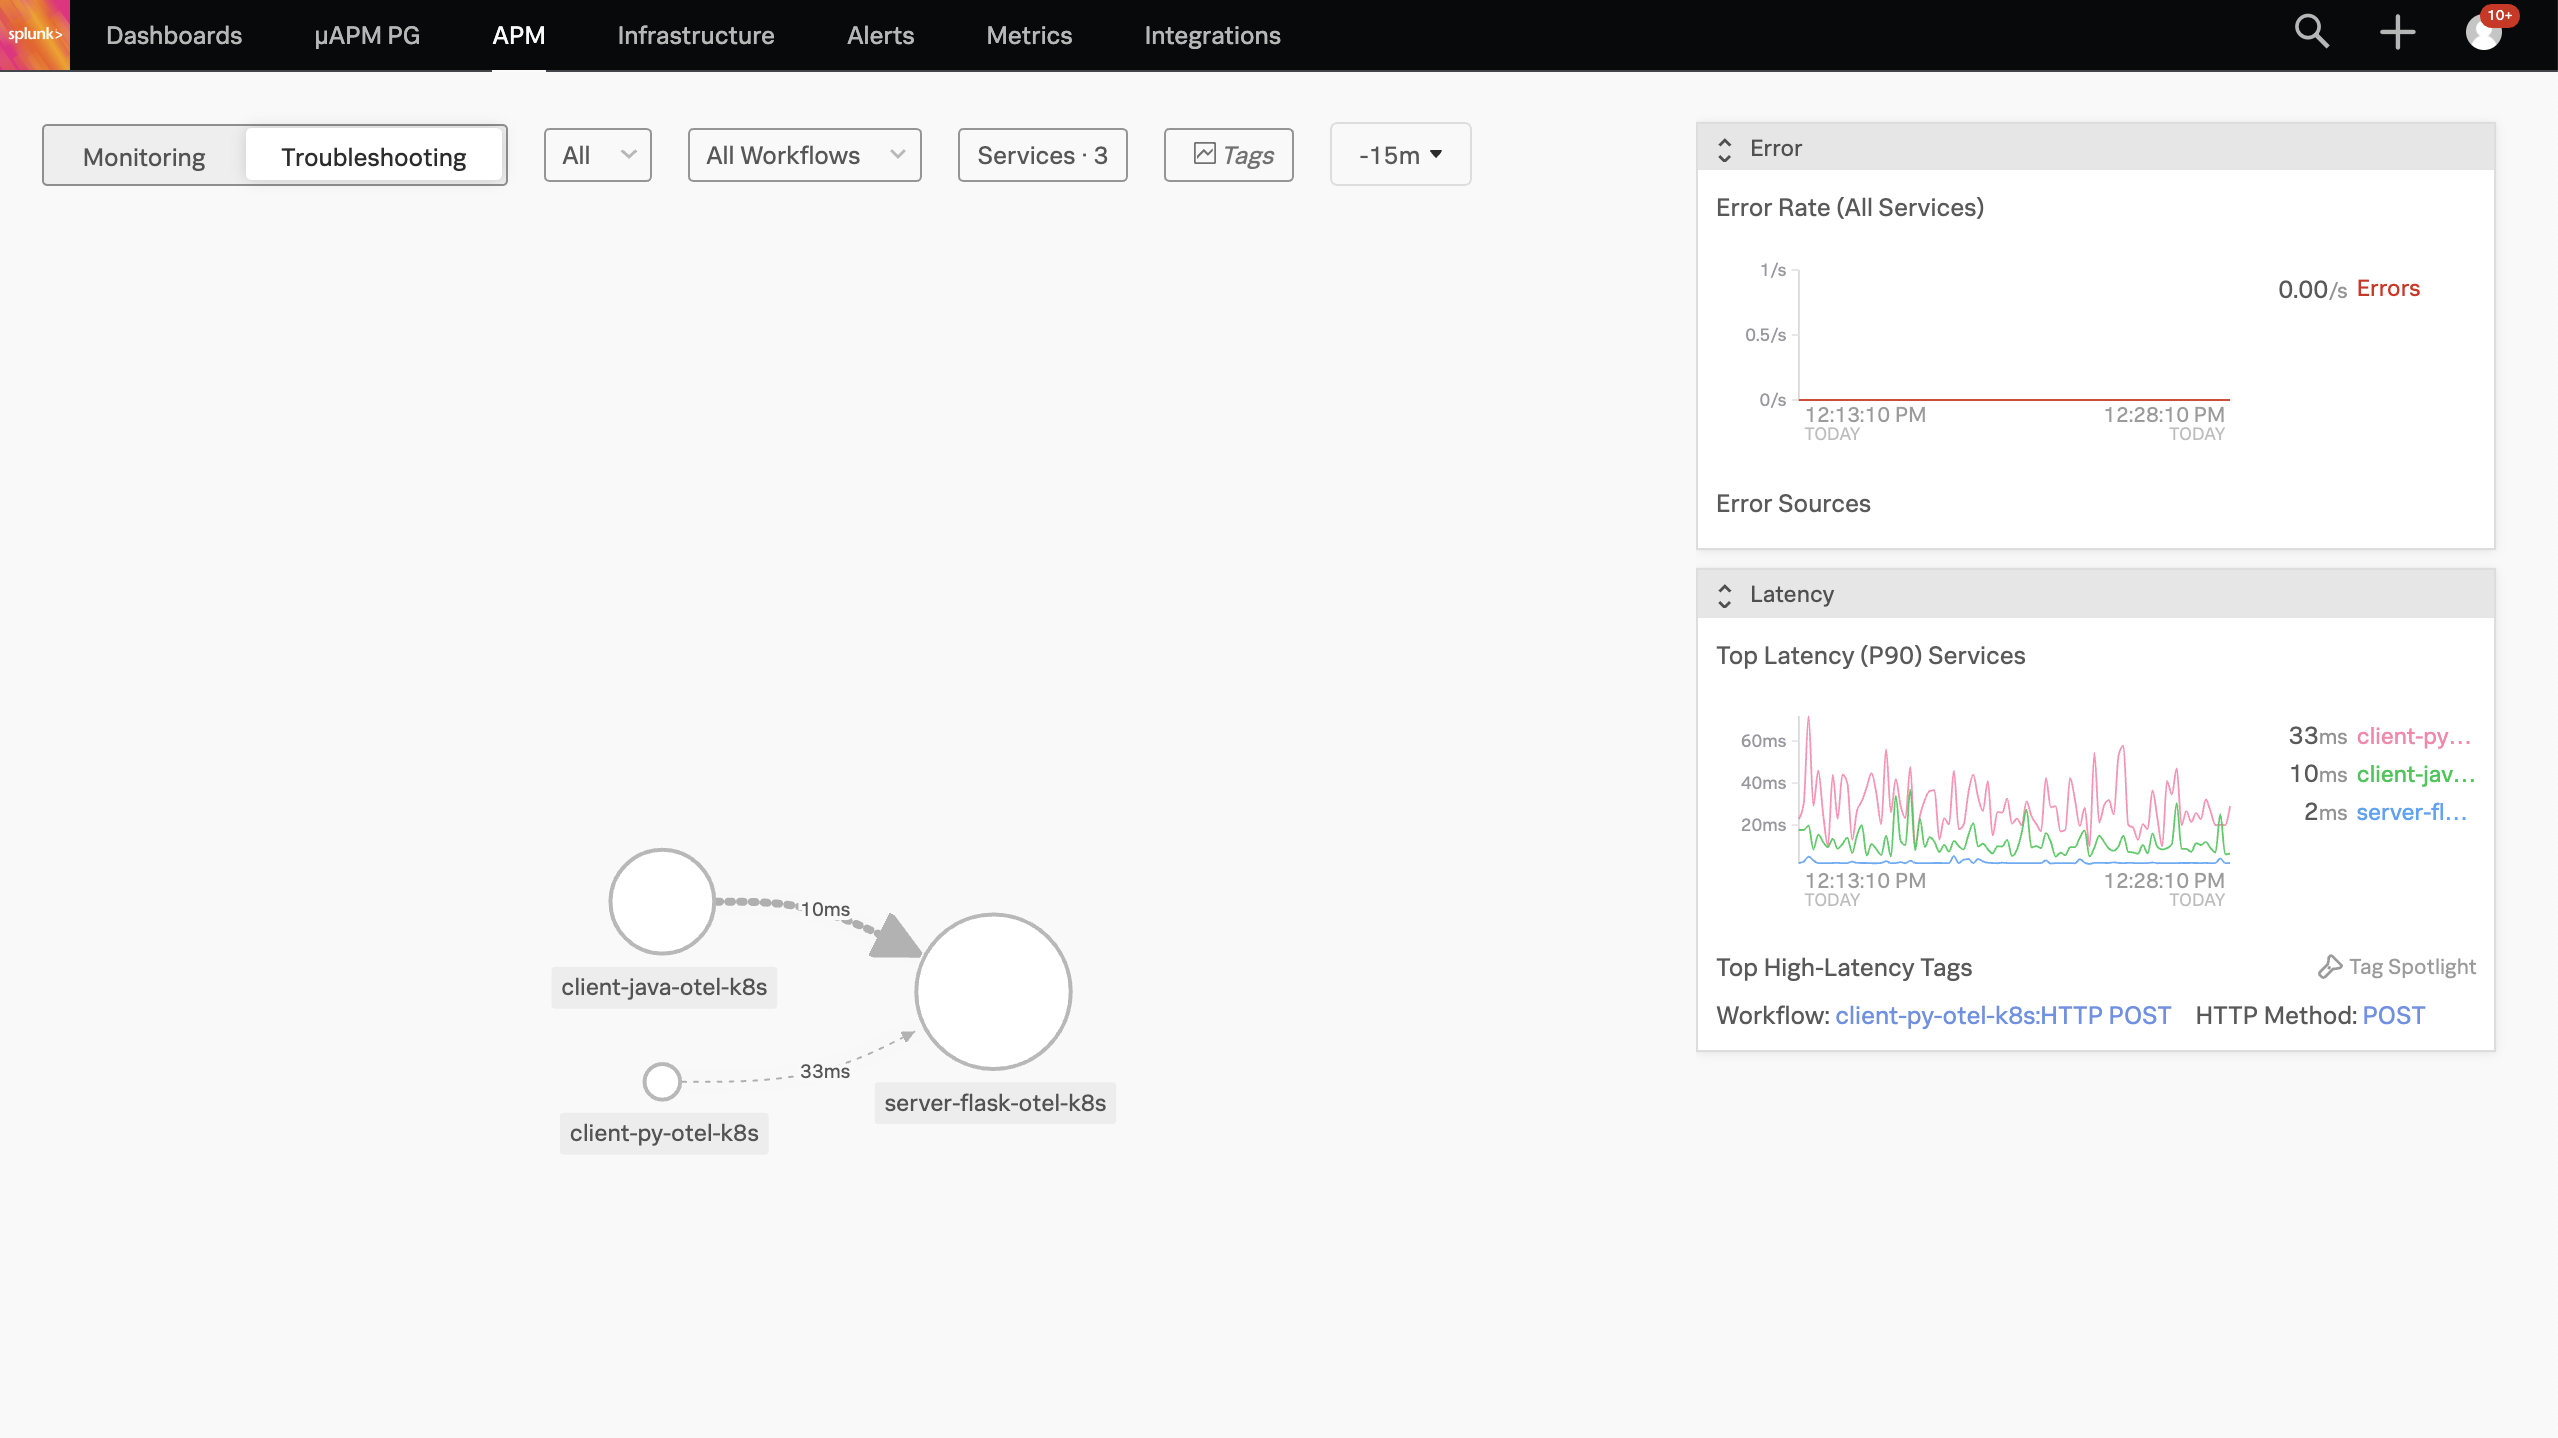 splunk>
Dashboards
µAPM PG
APM
Infrastructure
Alerts
Metrics
Integrations
10+
Monitoring
Troubleshooting
All
All Workflows
Services · 3
Tags
-15m
Error
Error Rate (All Services)
1/s
0.5/s
0/s
12:13:10 PM
TODAY
12:28:10 PM
TODAY
0.00/s Errors
Error Sources
Latency
Top Latency (P90) Services
60ms
40ms
20ms
12:13:10 PM
TODAY
12:28:10 PM
TODAY
33ms client-py...
10ms client-jav...
2ms server-fl...
Top High-Latency Tags
Tag Spotlight
Workflow: client-py-otel-k8s:HTTP POST HTTP Method: POST
10ms
client-java-otel-k8s
33ms
client-py-otel-k8s
server-flask-otel-k8s